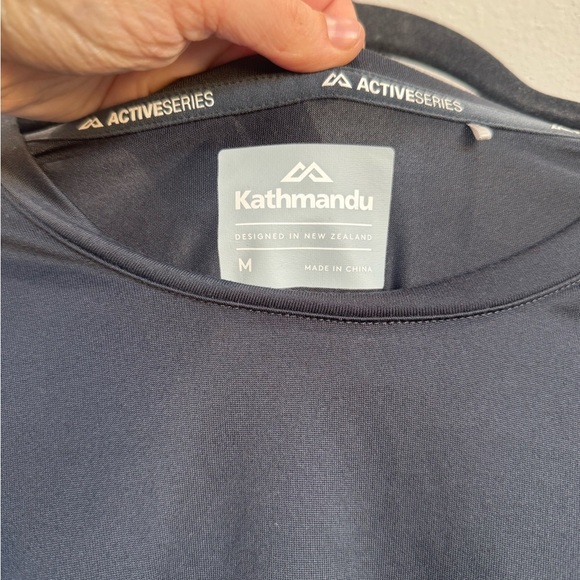 ACTIVESERIES
ACTIVESERIES
Kathmandu
DESIGNED IN NEW ZEALAND
M
MADE IN CHINA